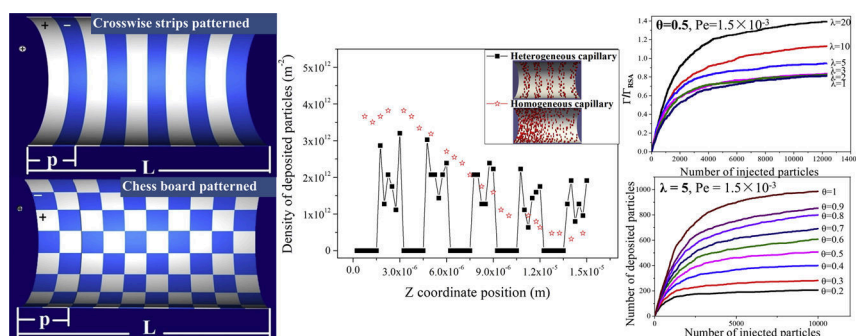 Crosswise strips patterned
+ −
p
L
Chess board patterned
−
+
p
L
Density of deposited particles (m⁻²)
6x10¹²
5x10¹²
4x10¹²
3x10¹²
2x10¹²
1x10¹²
0
Heterogeneous capillary
Homogeneous capillary
0.0 3.0x10⁻⁶ 6.0x10⁻⁶ 9.0x10⁻⁶ 1.2x10⁻⁵ 1.5x10⁻⁵
Z coordinate position (m)
θ=0.5, Pe=1.5×10⁻³
Γ/Γ_RSA
1.4
1.2
1.0
0.8
0.6
0.4
0.2
0.0
λ=20
λ=10
λ=5
λ=3
λ=2
λ=1
0 2000 4000 6000 8000 10000 12000
Number of injected particles
λ = 5, Pe = 1.5×10⁻³
Number of deposited particles
1000
800
600
400
200
0
θ=1
θ=0.9
θ=0.8
θ=0.7
θ=0.6
θ=0.5
θ=0.4
θ=0.3
θ=0.2
0 5000 10000
Number of injected particles